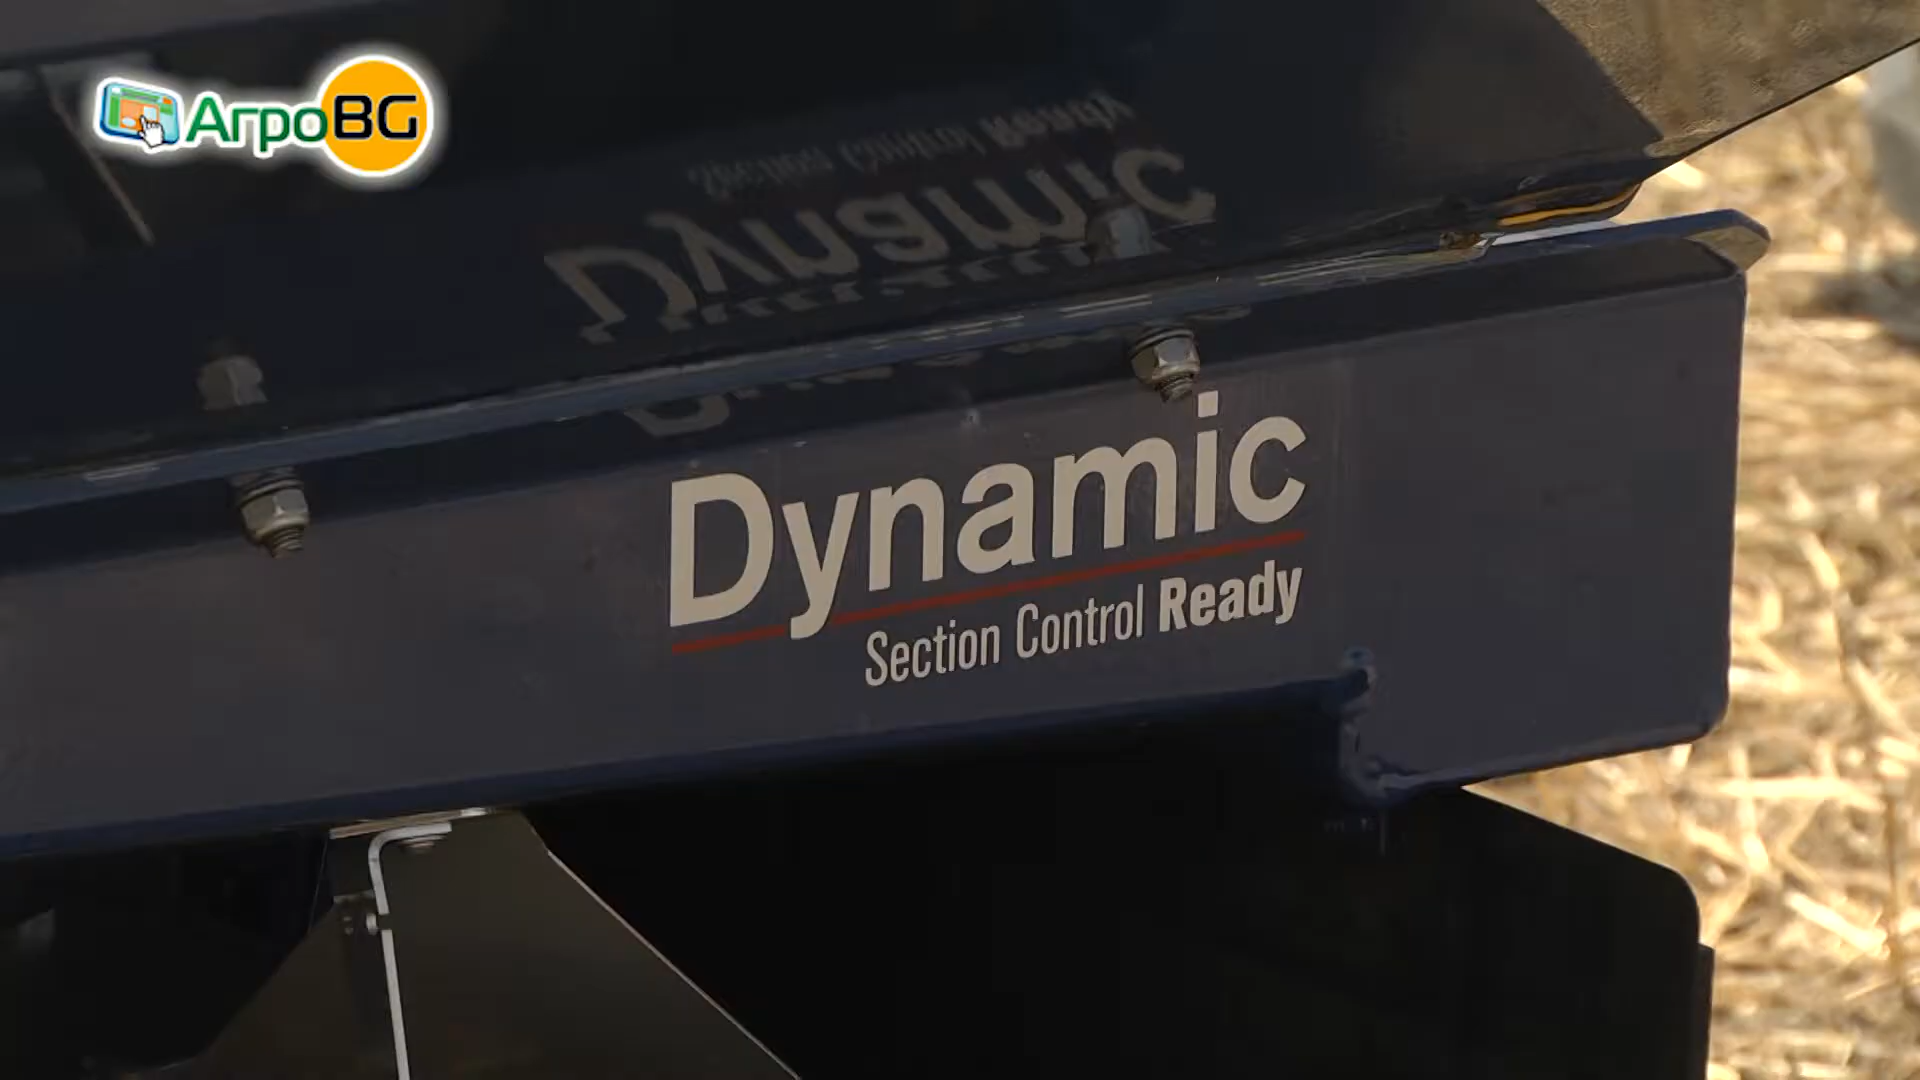 АгроBG
Dynamic
Section Control Ready